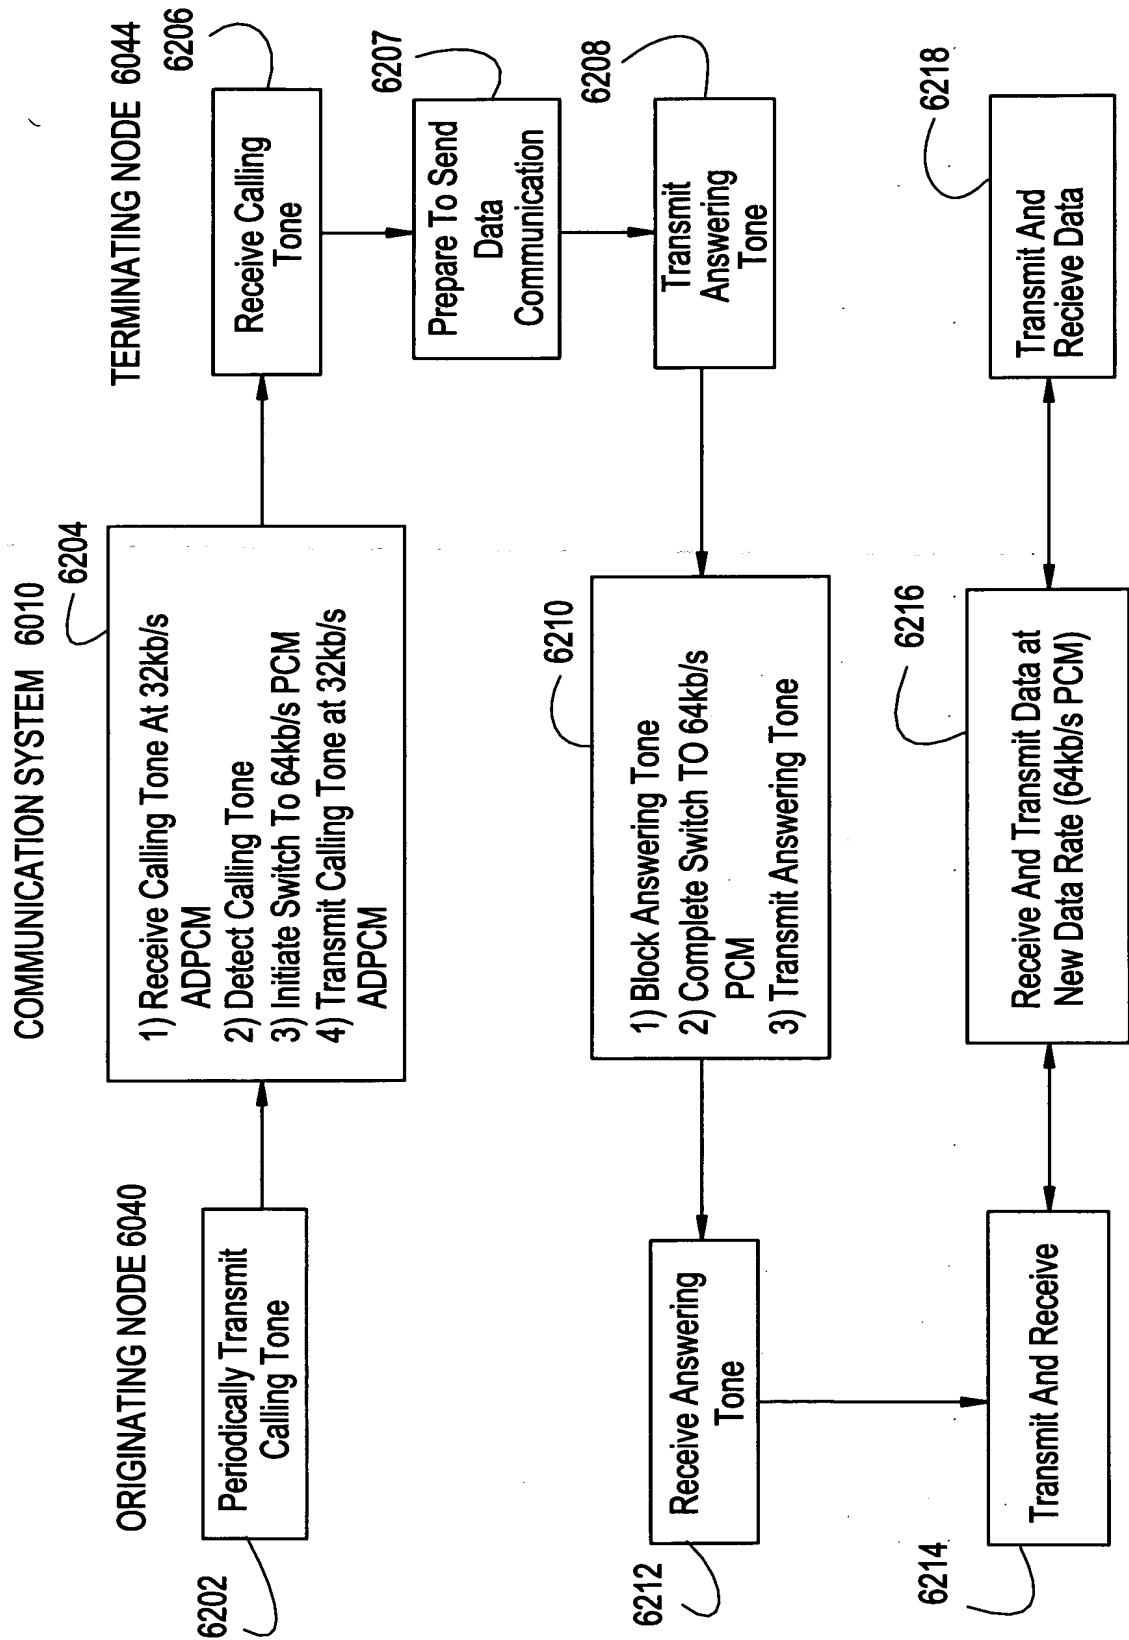 ORIGINATING NODE 6040
COMMUNICATION SYSTEM 6010
TERMINATING NODE 6044
6202
Periodically Transmit
Calling Tone
6204
1) Receive Calling Tone At 32kb/s
ADPCM
2) Detect Calling Tone
3) Initiate Switch To 64kb/s PCM
4) Transmit Calling Tone at 32kb/s
ADPCM
6206
Receive Calling
Tone
6207
Prepare To Send
Data
Communication
6208
Transmit
Answering
Tone
6210
1) Block Answering Tone
2) Complete Switch TO 64kb/s
PCM
3) Transmit Answering Tone
6212
Receive Answering
Tone
6214
Transmit And Receive
6216
Receive And Transmit Data at
New Data Rate (64kb/s PCM)
6218
Transmit And
Recieve Data